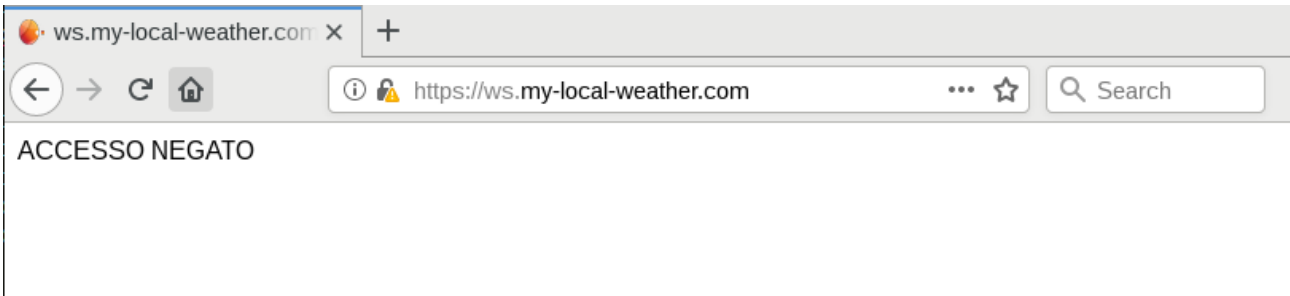 ws.my-local-weather.com
https://ws.my-local-weather.com
Search
ACCESSO NEGATO